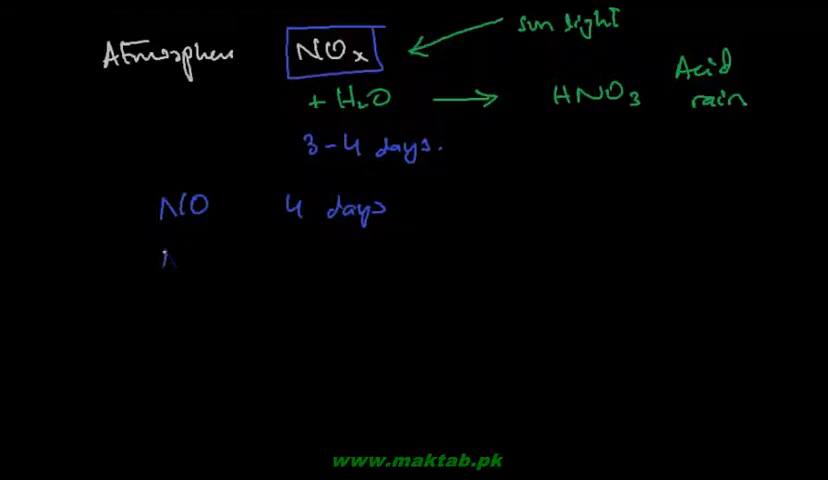 sun light
Atmosphere NOx
+ H2O → HNO3 Acid rain
3-4 days.
NO 4 days
www.maktab.pk